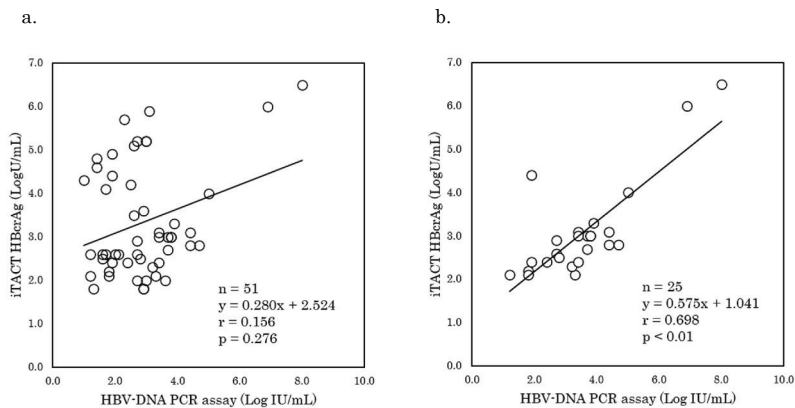 a.
7.0
6.0
5.0
4.0
3.0
2.0
1.0
0.0
iTACT HBcrAg (LogU/mL)
n = 51
y = 0.280x + 2.524
r = 0.156
p = 0.276
0.0 2.0 4.0 6.0 8.0 10.0
HBV-DNA PCR assay (Log IU/mL)
b.
7.0
6.0
5.0
4.0
3.0
2.0
1.0
0.0
iTACT HBcrAg (LogU/mL)
n = 25
y = 0.575x + 1.041
r = 0.698
p < 0.01
0.0 2.0 4.0 6.0 8.0 10.0
HBV-DNA PCR assay (Log IU/mL)